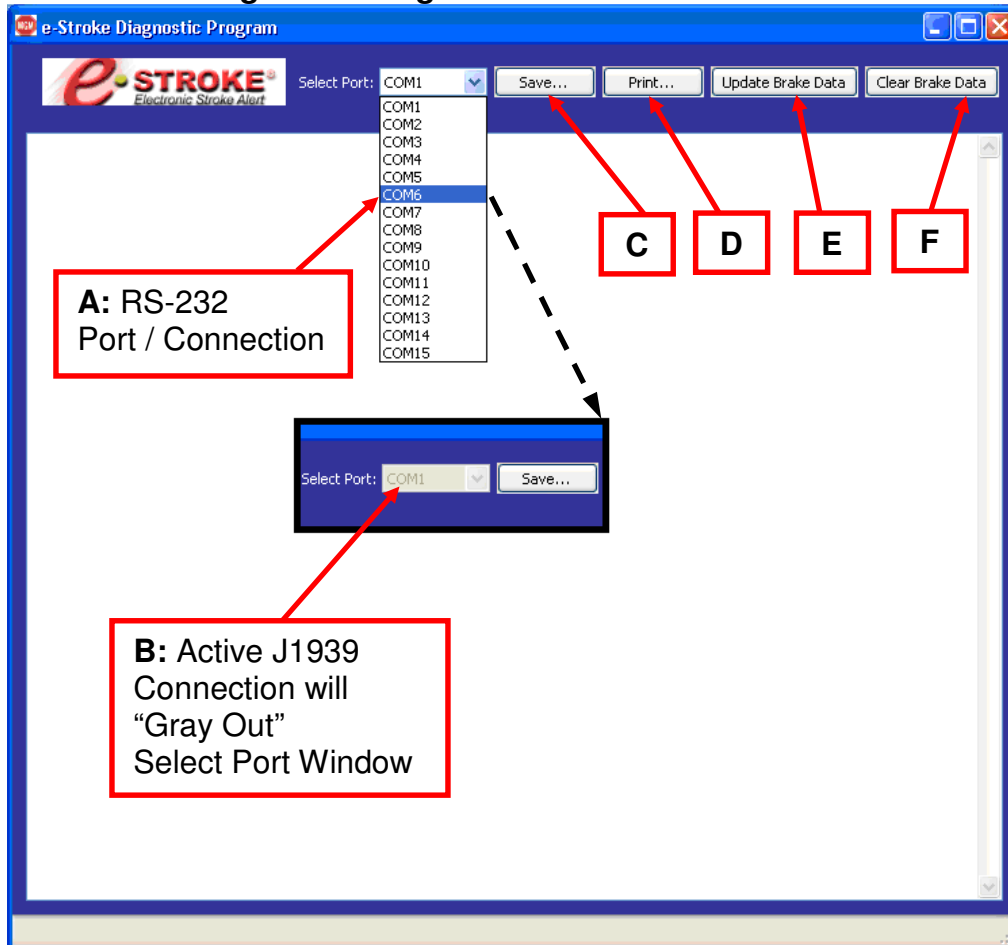 MGM e-Stroke Diagnostic Program
e-STROKE®
Electronic Stroke Alert
Select Port: COM1 Save... Print... Update Brake Data Clear Brake Data
COM1
COM2
COM3
COM4
COM5
COM6
COM7
COM8
COM9
COM10
COM11
COM12
COM13
COM14
COM15
C D E F
A: RS-232
Port / Connection
Select Port: COM1 Save...
B: Active J1939
Connection will
“Gray Out”
Select Port Window